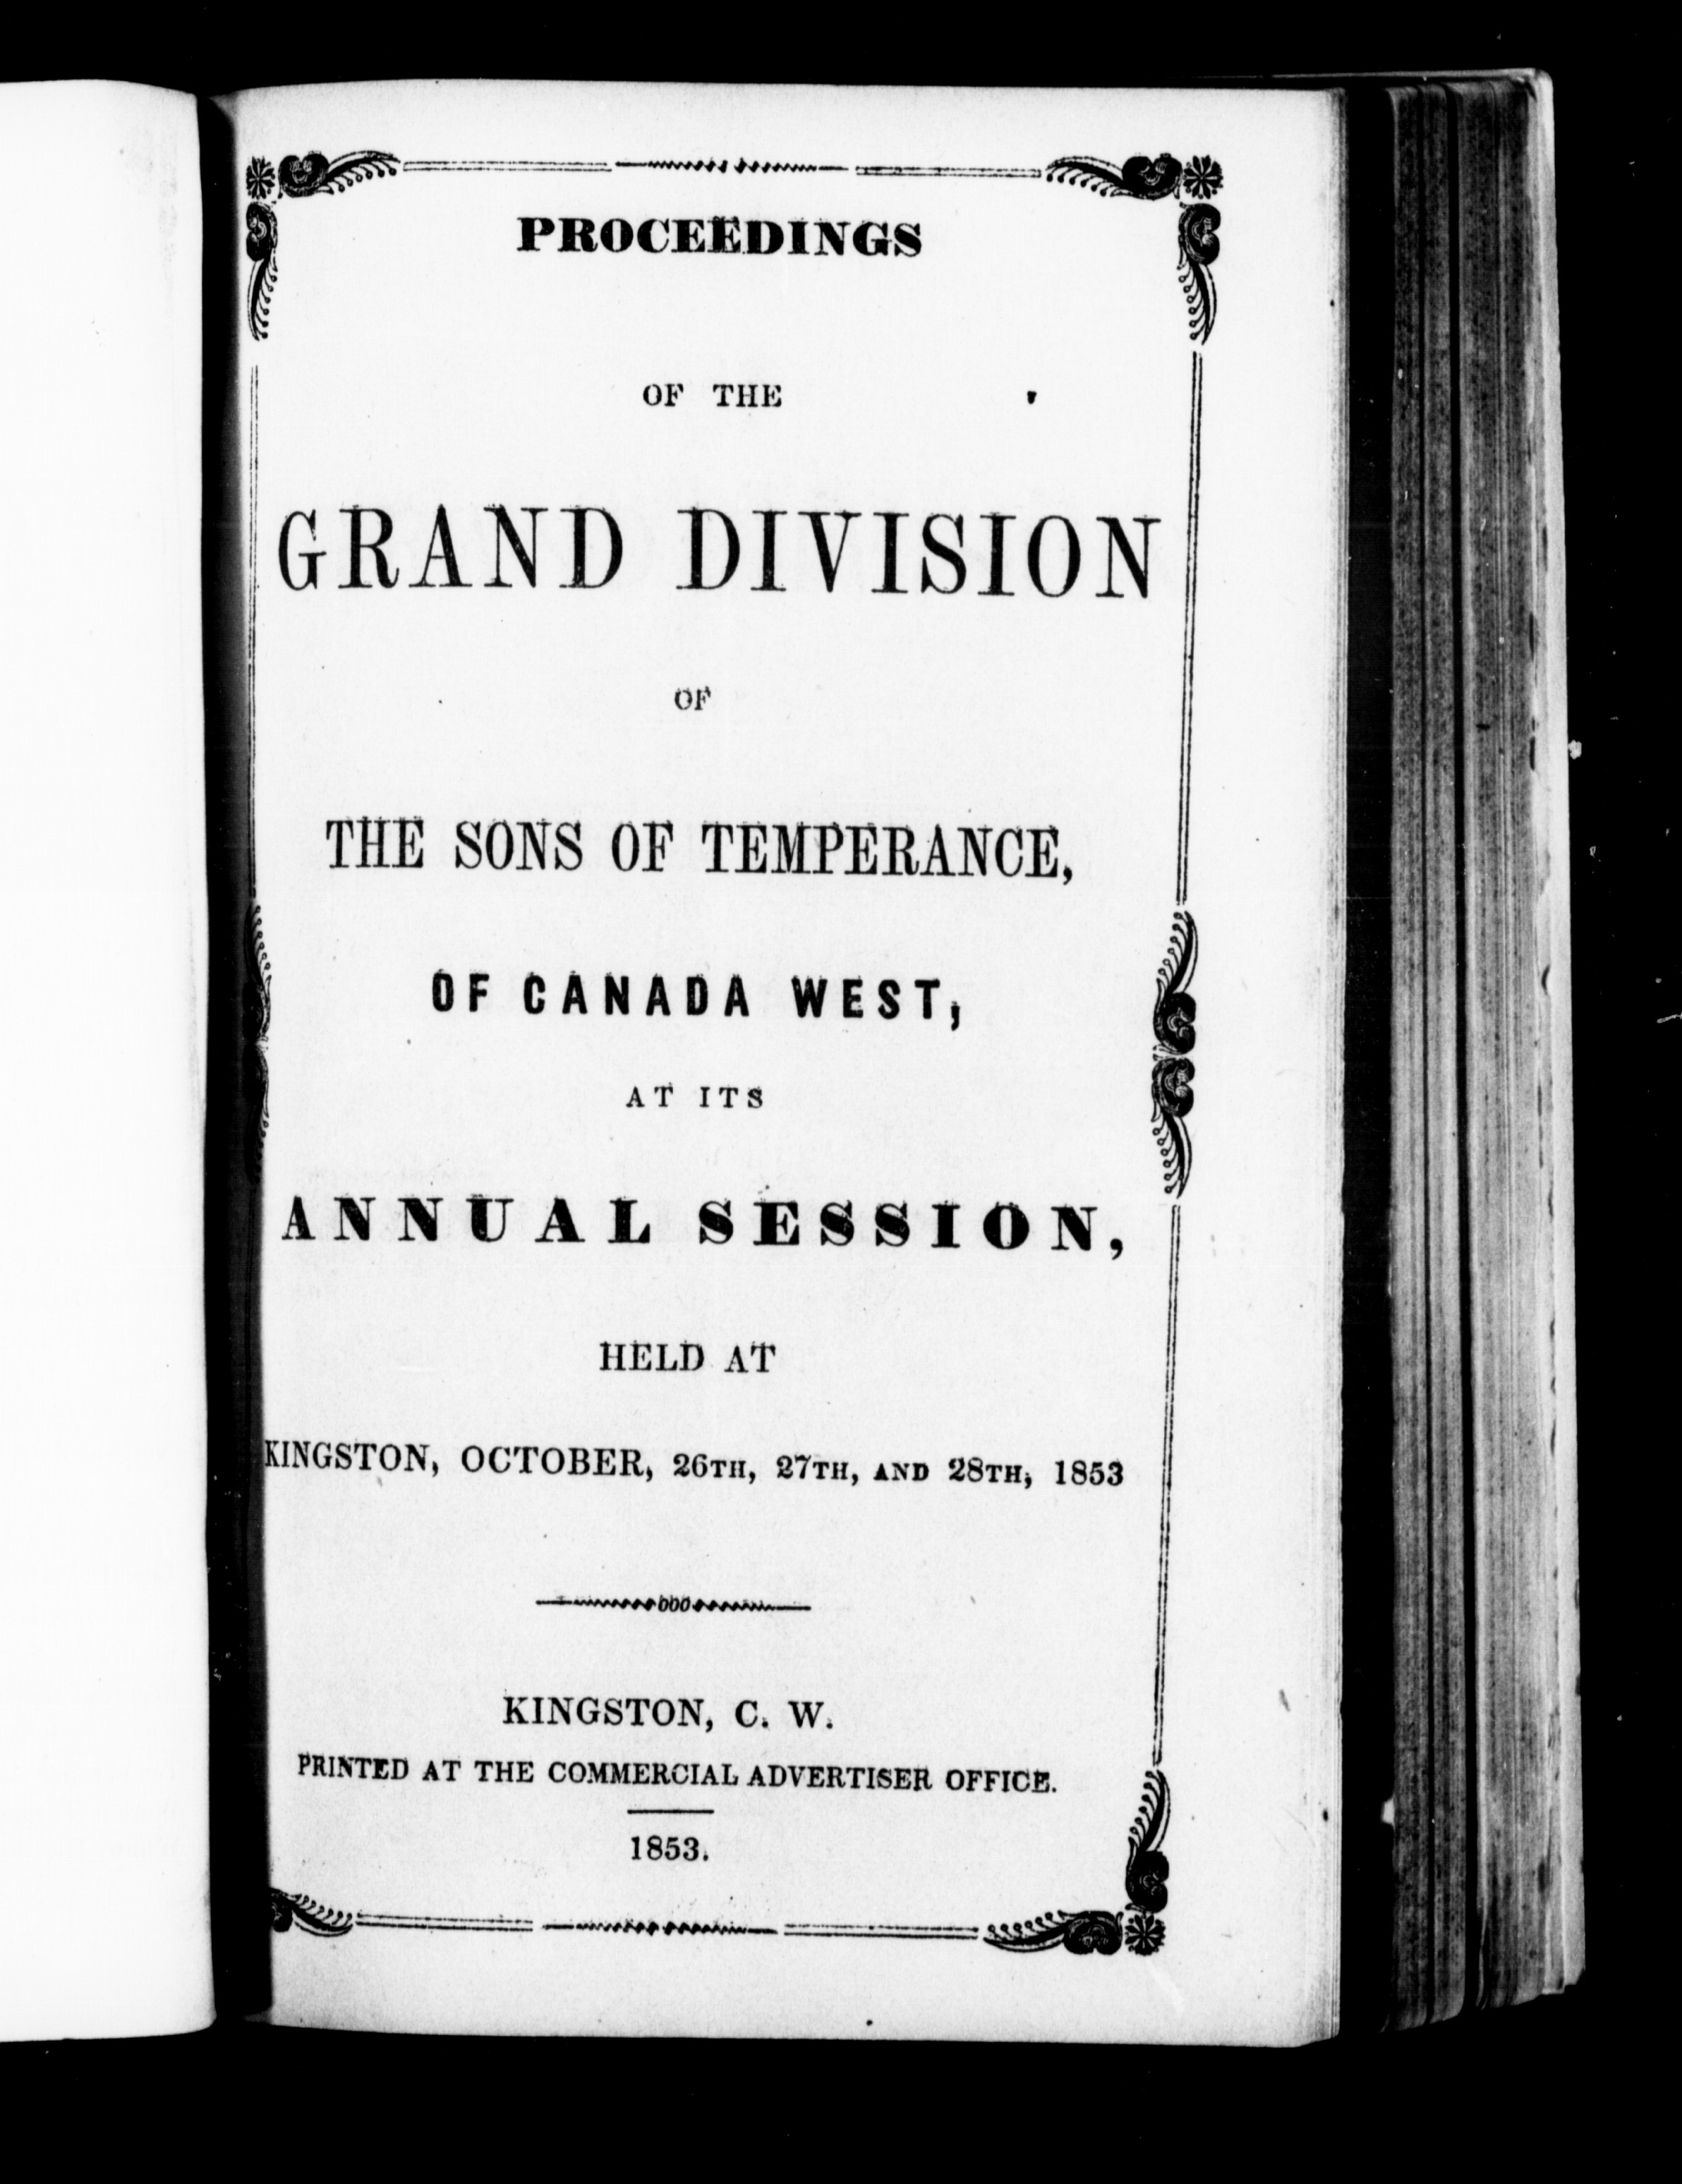 PROCEEDINGS
OF THE
GRAND DIVISION
OF
THE SONS OF TEMPERANCE,
OF CANADA WEST,
AT ITS
ANNUAL SESSION,
HELD AT
KINGSTON, OCTOBER, 26TH, 27TH, AND 28TH, 1853
KINGSTON, C. W.
PRINTED AT THE COMMERCIAL ADVERTISER OFFICE.
1853.